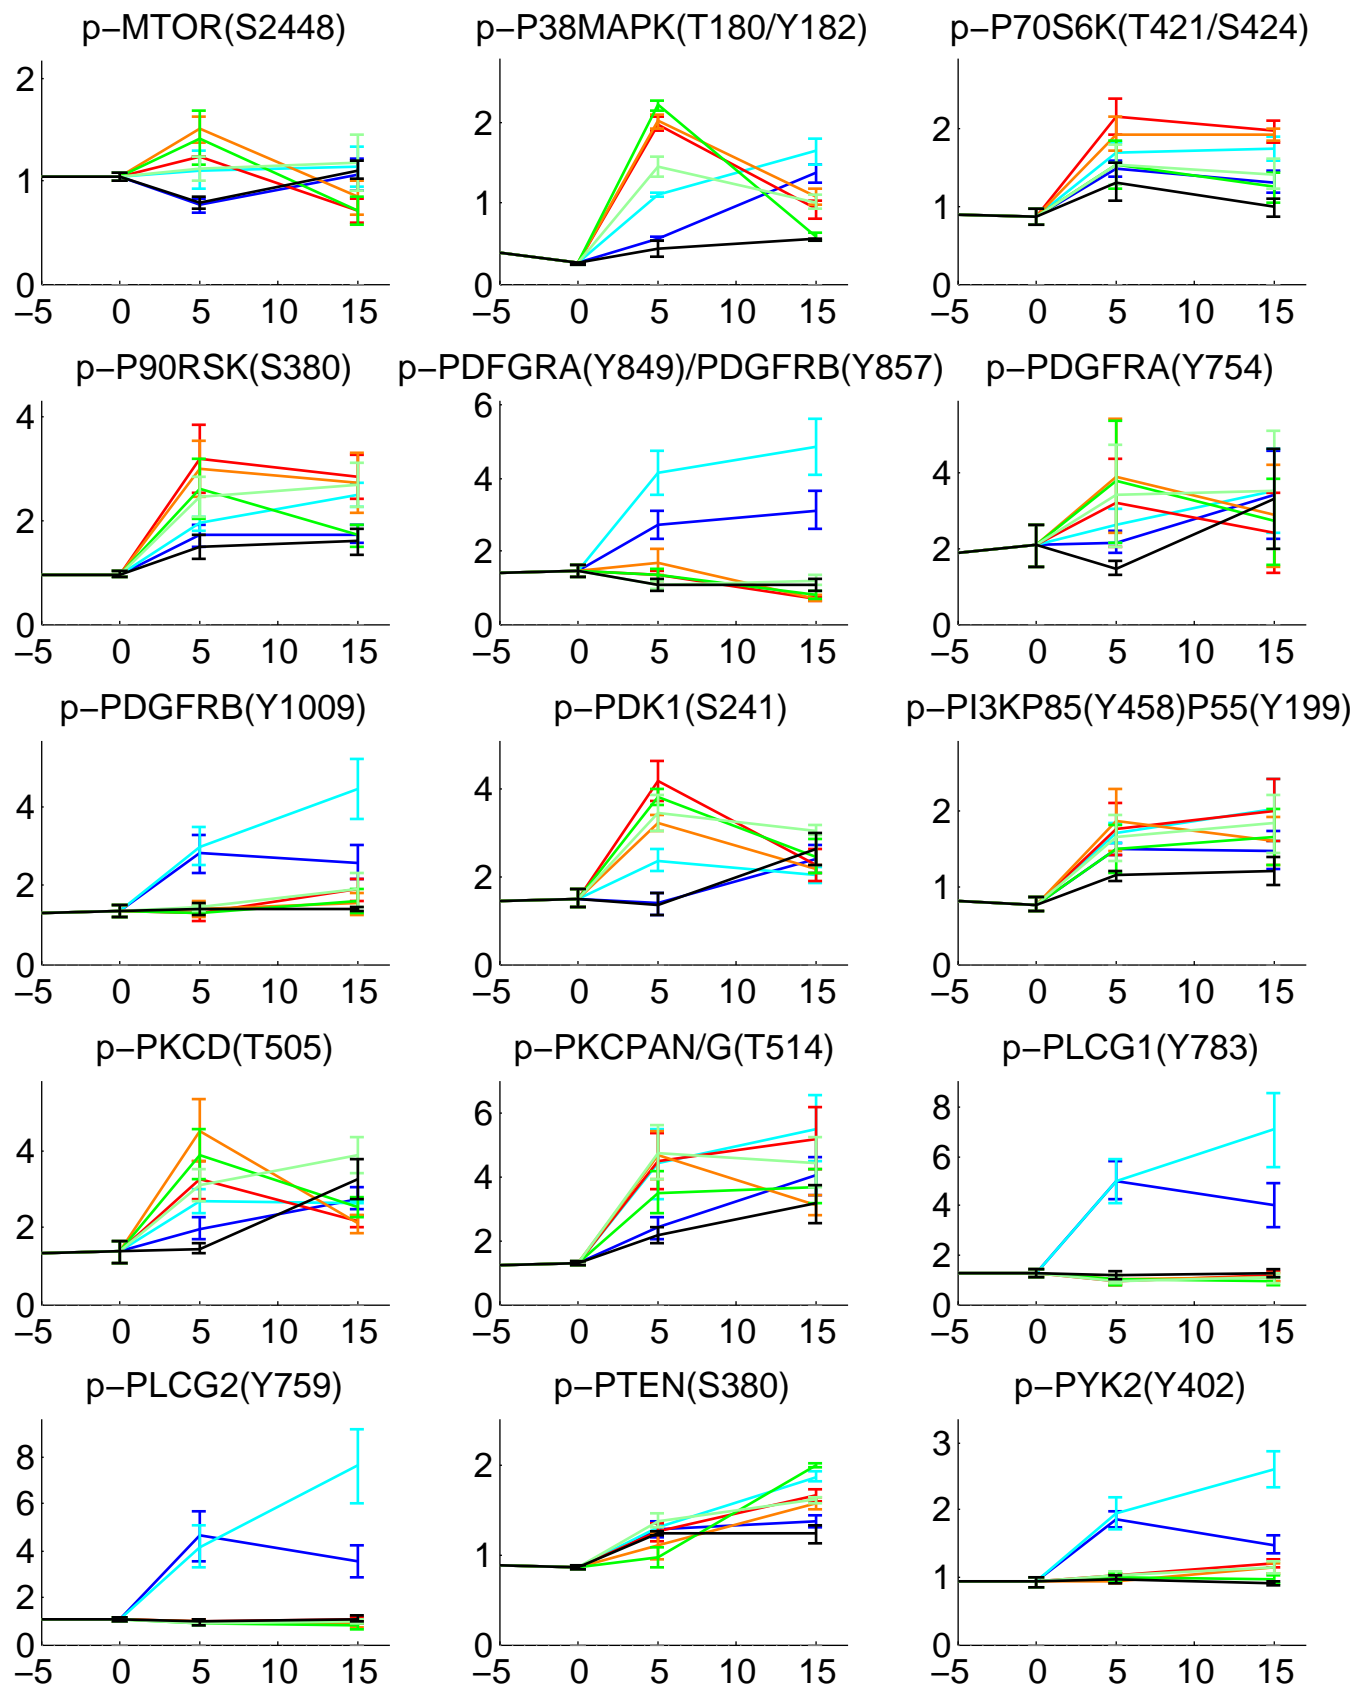 p−MTOR(S2448) p−P38MAPK(T180/Y182) p−P70S6K(T421/S424)
2 2 2
1 1 1
0 0 0
−5 0 5 10 15 −5 0 5 10 15 −5 0 5 10 15
p−P90RSK(S380) p−PDFGRA(Y849)/PDGFRB(Y857) p−PDGFRA(Y754)
4 6 4
2 4 2
0 2 0
0
−5 0 5 10 15 −5 0 5 10 15 −5 0 5 10 15
p−PDGFRB(Y1009) p−PDK1(S241) p−PI3KP85(Y458)P55(Y199)
4 4 2
2 2 1
0 0 0
−5 0 5 10 15 −5 0 5 10 15 −5 0 5 10 15
p−PKCD(T505) p−PKCPAN/G(T514) p−PLCG1(Y783)
4 6 8
2 4 6
0 2 4
0 2
0
−5 0 5 10 15 −5 0 5 10 15 −5 0 5 10 15
p−PLCG2(Y759) p−PTEN(S380) p−PYK2(Y402)
8 2 3
6 1 2
4 0 1
2 0
0
−5 0 5 10 15 −5 0 5 10 15 −5 0 5 10 15